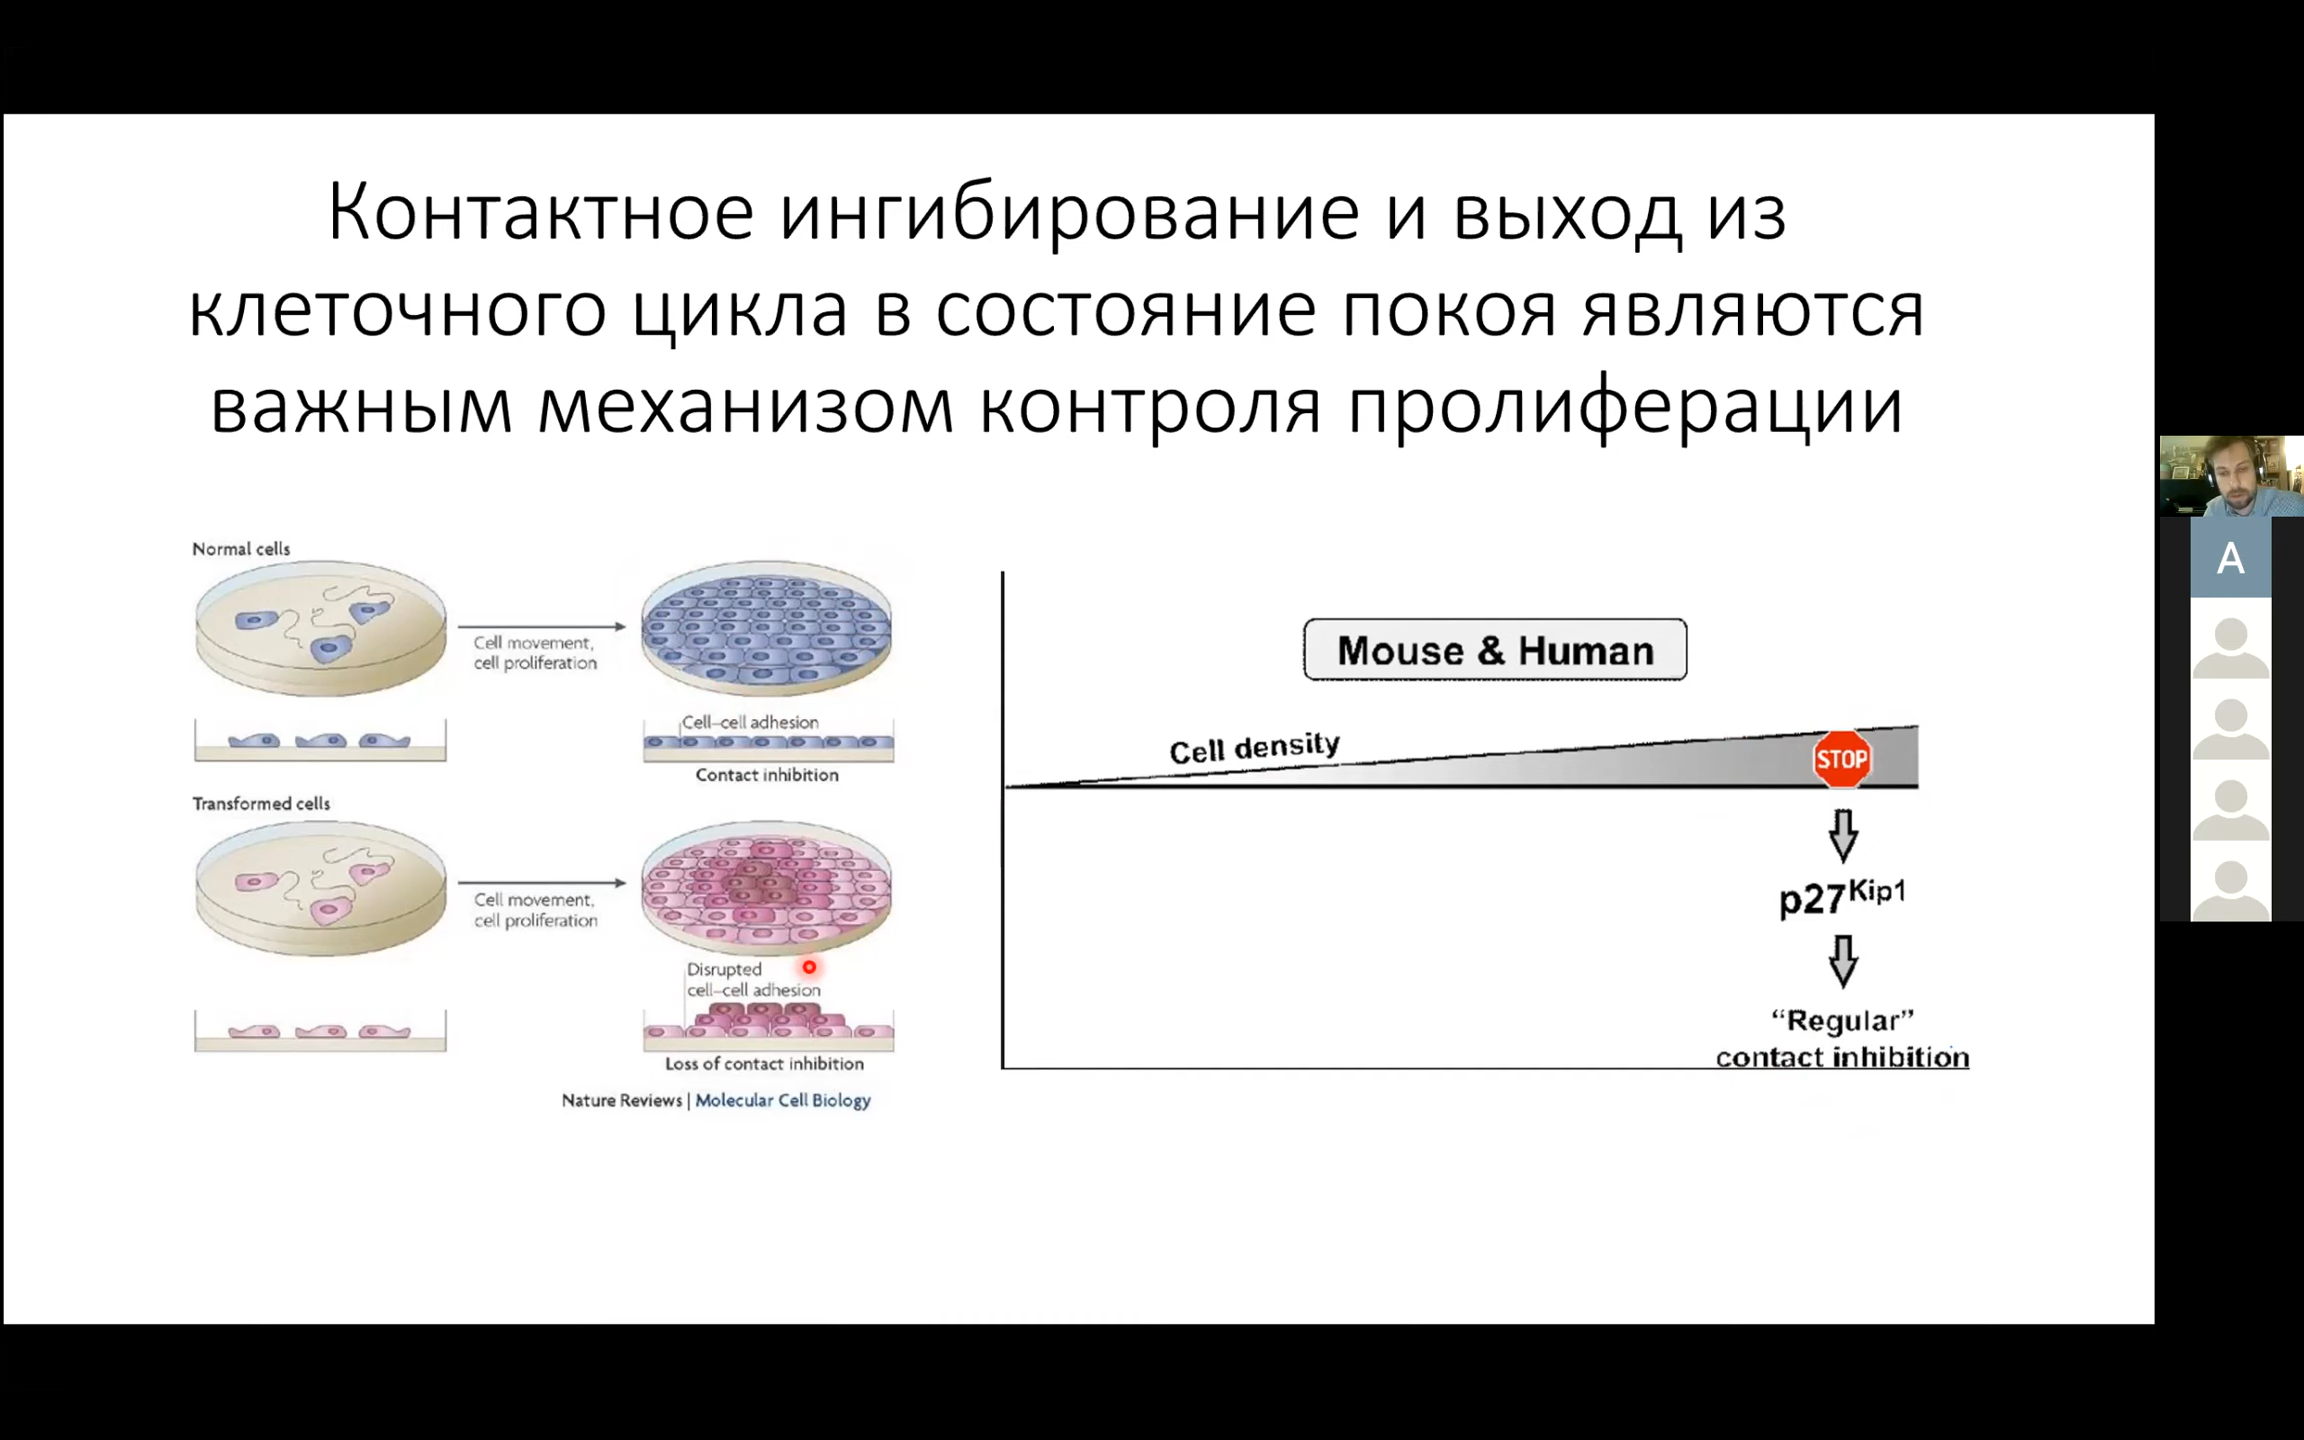 Контактное ингибирование и выход из
клеточного цикла в состояние покоя являются
важным механизом контроля пролиферации
Normal cells
Cell movement,
cell proliferation
Cell–cell adhesion
Contact inhibition
Transformed cells
Cell movement,
cell proliferation
Disrupted
cell–cell adhesion
Loss of contact inhibition
Nature Reviews | Molecular Cell Biology
Mouse & Human
Cell density
STOP
p27Kip1
“Regular”
contact inhibition
A